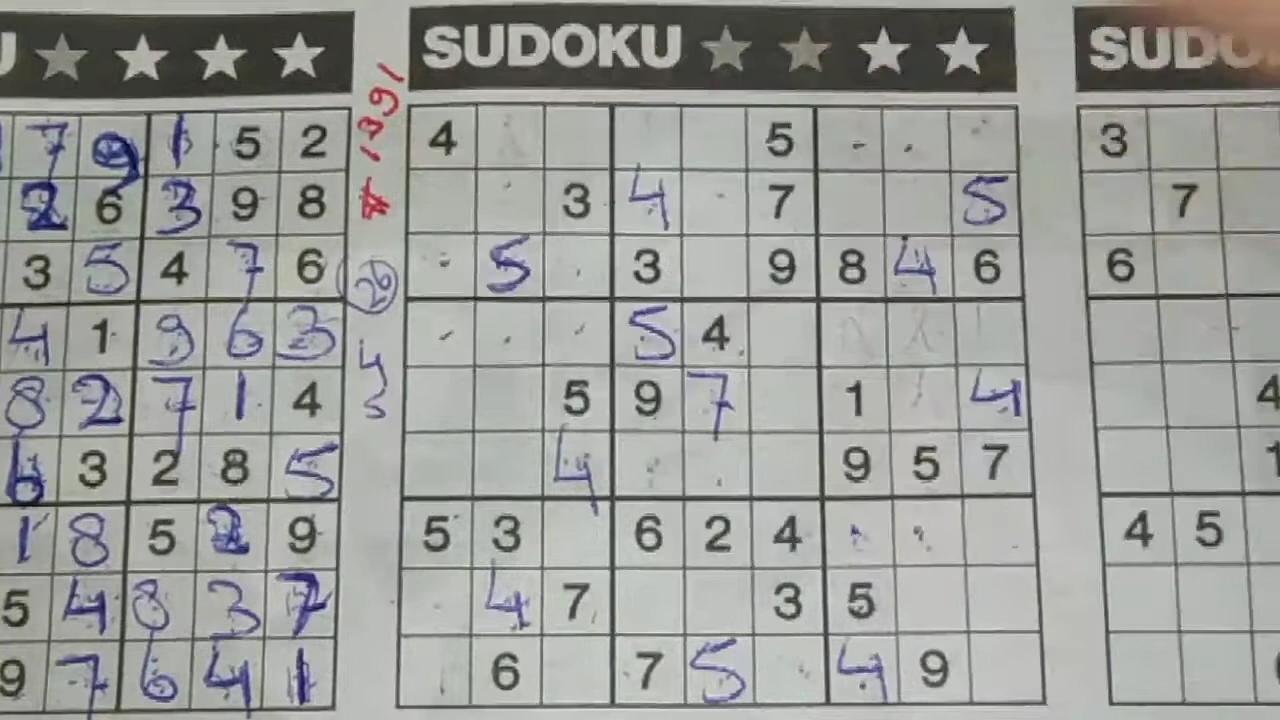 U ★ ★ ★ ★ SUDOKU ★ ★ ★ ★ SUDO
# 1391
7 9 1 5 2 4 5 3
2 6 3 9 8 3 4 7 5 7
3 5 4 7 6 26 5 3 9 8 4 6 6
4 1 9 6 3 5 4
8 2 7 1 4 5 9 7 1 4 4
6 3 2 8 5 4 9 5 7 1
1 8 5 2 9 5 3 6 2 4 4 5
5 4 8 3 7 4 7 3 5
9 7 6 4 1 6 7 5 4 9